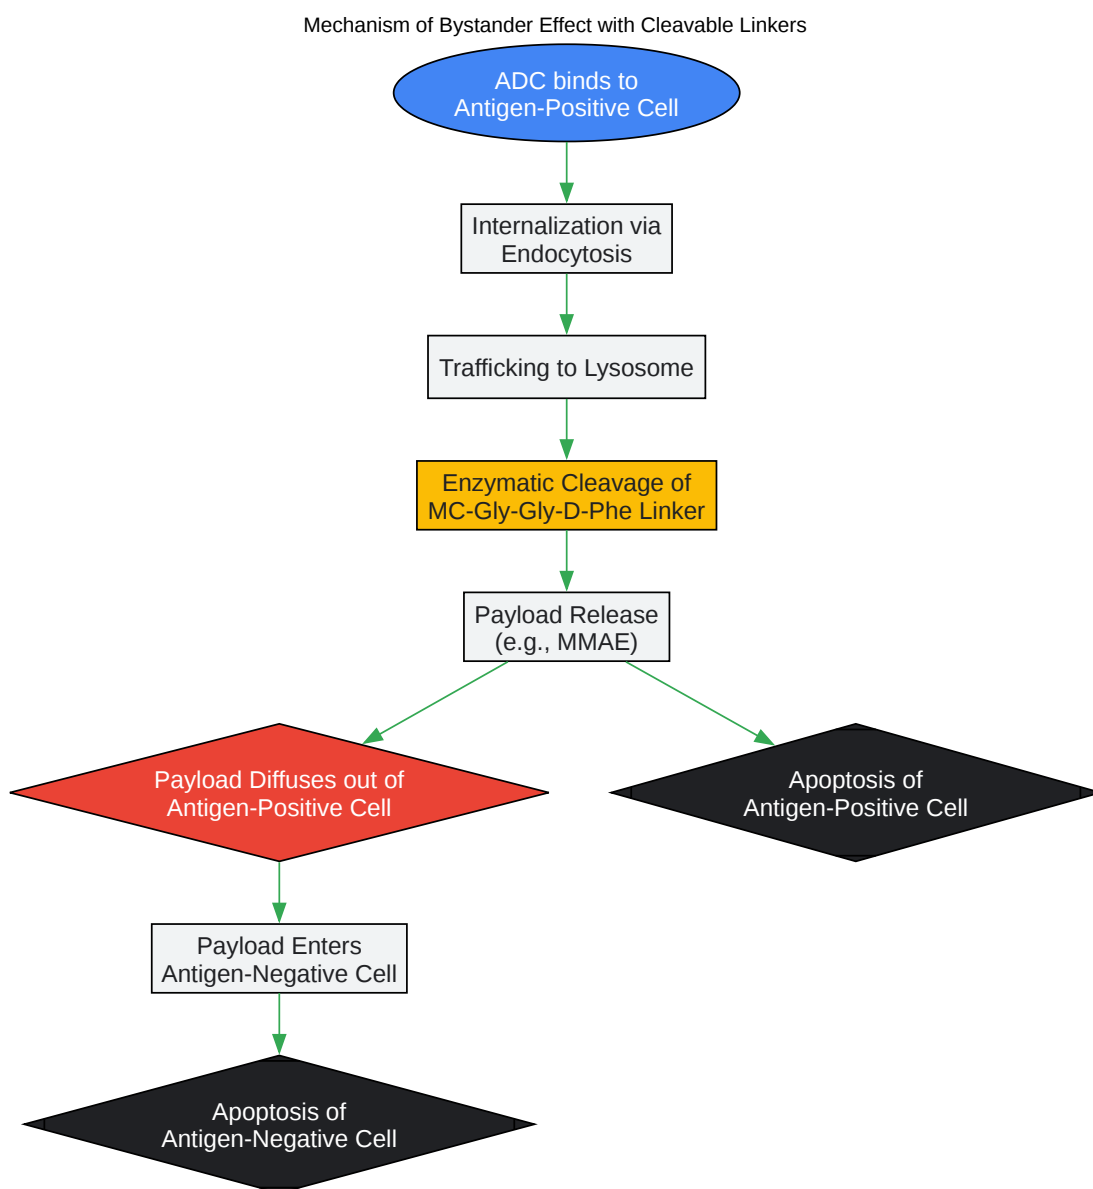 Mechanism of Bystander Effect with Cleavable Linkers
ADC binds to
Antigen-Positive Cell
Internalization via
Endocytosis
Trafficking to Lysosome
Enzymatic Cleavage of
MC-Gly-Gly-D-Phe Linker
Payload Release
(e.g., MMAE)
Payload Diffuses out of
Antigen-Positive Cell
Apoptosis of
Antigen-Positive Cell
Payload Enters
Antigen-Negative Cell
Apoptosis of
Antigen-Negative Cell